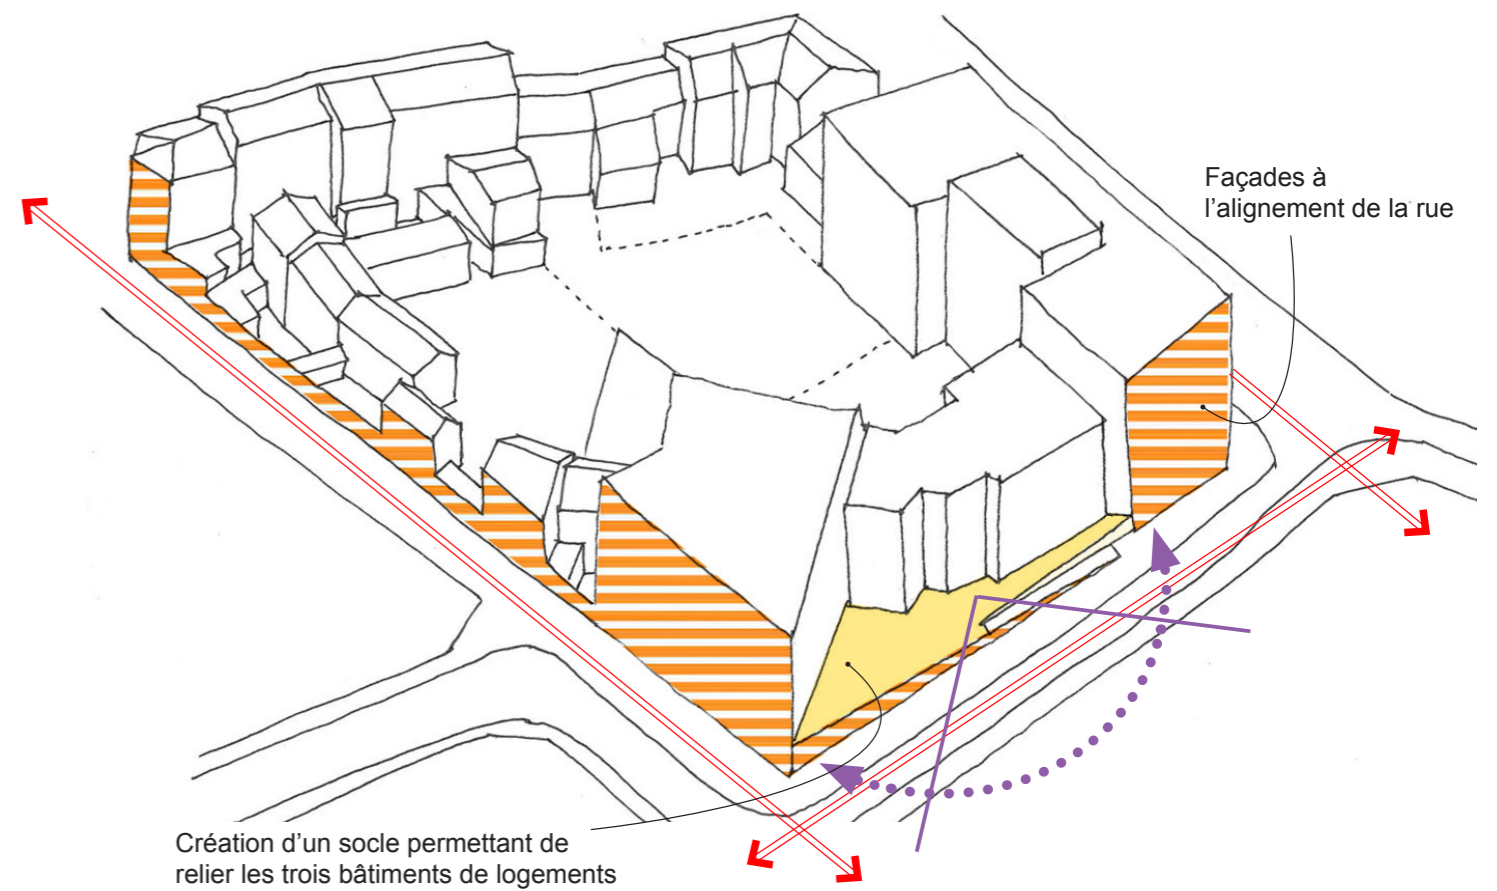 Façades à
l’alignement de la rue
Création d’un socle permettant de
relier les trois bâtiments de logements